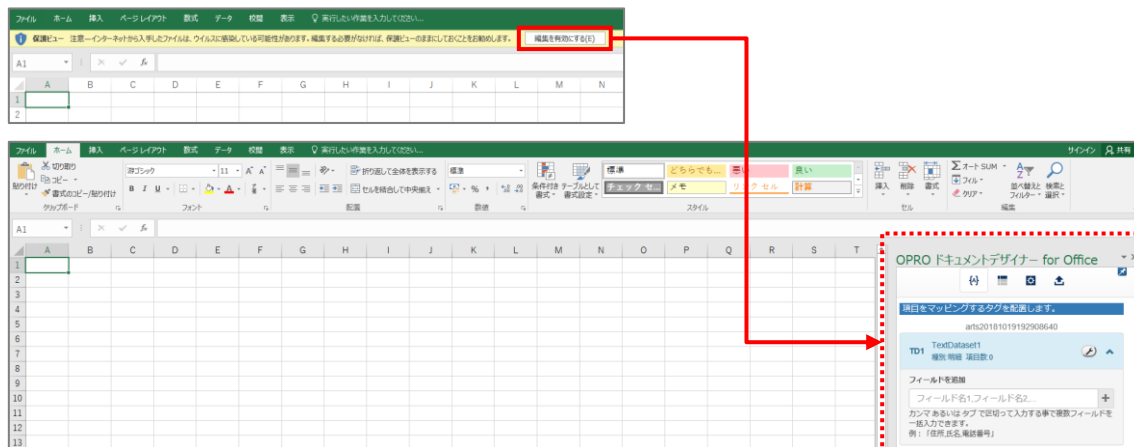 ファイル ホーム 挿入 ページレイアウト 数式 データ 校閲 表示 実行したい作業を入力してください...
保護ビュー 注意—インターネットから入手したファイルは、ウイルスに感染している可能性があります。編集する必要がなければ、保護ビューのままにしておくことをお勧めします。 編集を有効にする(E)
A1 fx
A B C D E F G H I J K L M N
1
2
ファイル ホーム 挿入 ページレイアウト 数式 データ 校閲 表示 実行したい作業を入力してください... サインイン 共有
貼り付け 切り取り コピー 書式のコピー/貼り付け
游ゴシック 11 A A
B I U A
折り返して全体を表示する
セルを結合して中央揃え
標準
% ,
条件付き書式 テーブルとして書式設定
標準 どちらでも... 悪い 良い
チェック セ... メモ リンク セル 計算
挿入 削除 書式
Σ オート SUM
フィル
クリア
並べ替えとフィルター 検索と選択
クリップボード フォント 配置 数値 スタイル セル 編集
A1 fx
A B C D E F G H I J K L M N O P Q R S T
1
2
3
4
5
6
7
8
9
10
11
12
13
OPRO ドキュメントデザイナー for Office
項目をマッピングするタグを配置します。
arts20181019192908640
TD1 TextDataset1
種別:明細 項目数:0
フィールドを追加
フィールド名1,フィールド名2,... +
カンマ あるいは タブ で区切って入力する事で複数フィールドを
一括入力できます。
例：「住所,氏名,電話番号」